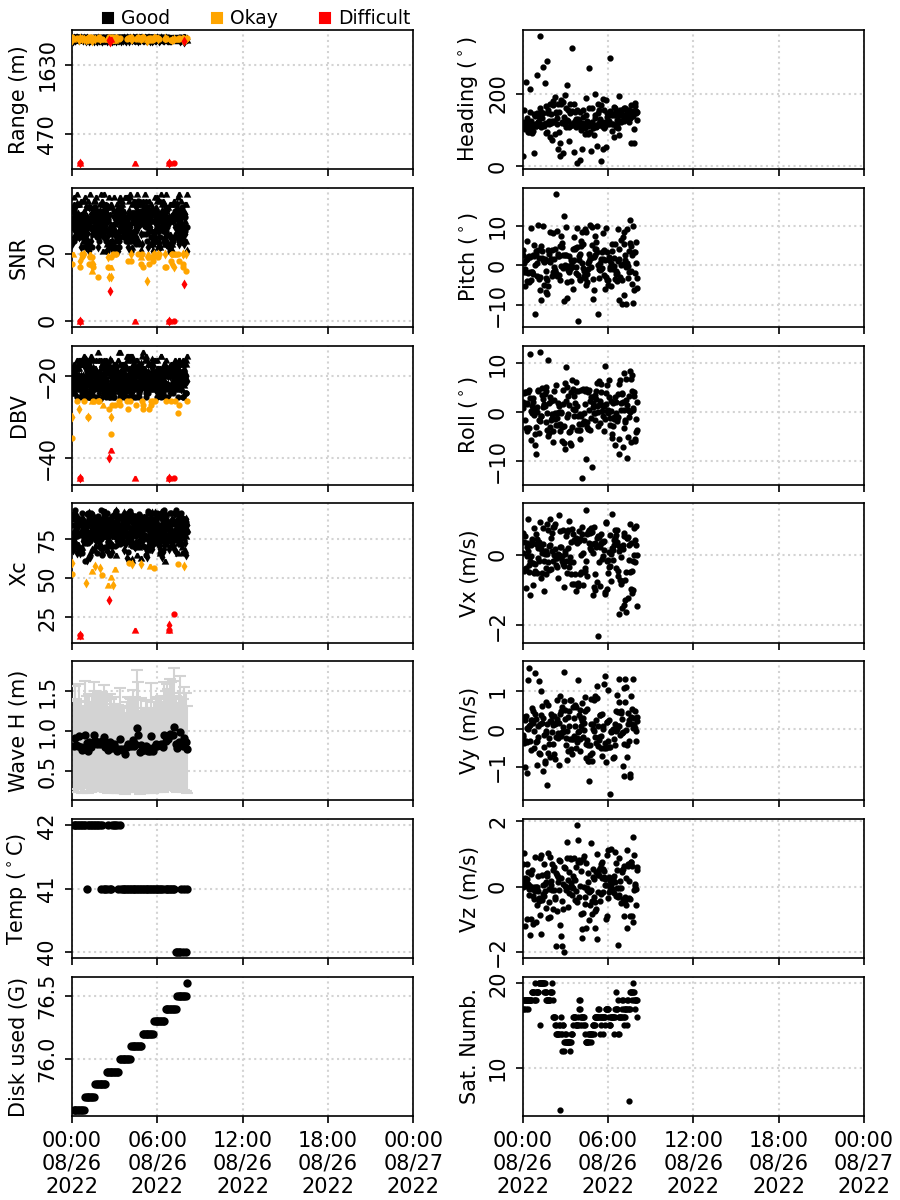 Good Okay Difficult
Range (m)
1630
470
Heading (°)
200
0
SNR
20
0
Pitch (°)
10
0
−10
DBV
−20
−40
Roll (°)
10
0
−10
Xc
75
50
25
Vx (m/s)
0
−2
Wave H (m)
1.5
1.0
0.5
Vy (m/s)
1
0
−1
Temp (°C)
42
41
40
Vz (m/s)
2
0
−2
Disk used (G)
76.5
76.0
Sat. Numb.
20
10
00:00 06:00 12:00 18:00 00:00
08/26 08/26 08/26 08/26 08/27
2022 2022 2022 2022 2022
00:00 06:00 12:00 18:00 00:00
08/26 08/26 08/26 08/26 08/27
2022 2022 2022 2022 2022